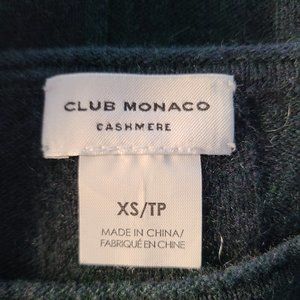 CLUB MONACO
CASHMERE
XS/TP
MADE IN CHINA/
FABRIQUÉ EN CHINE